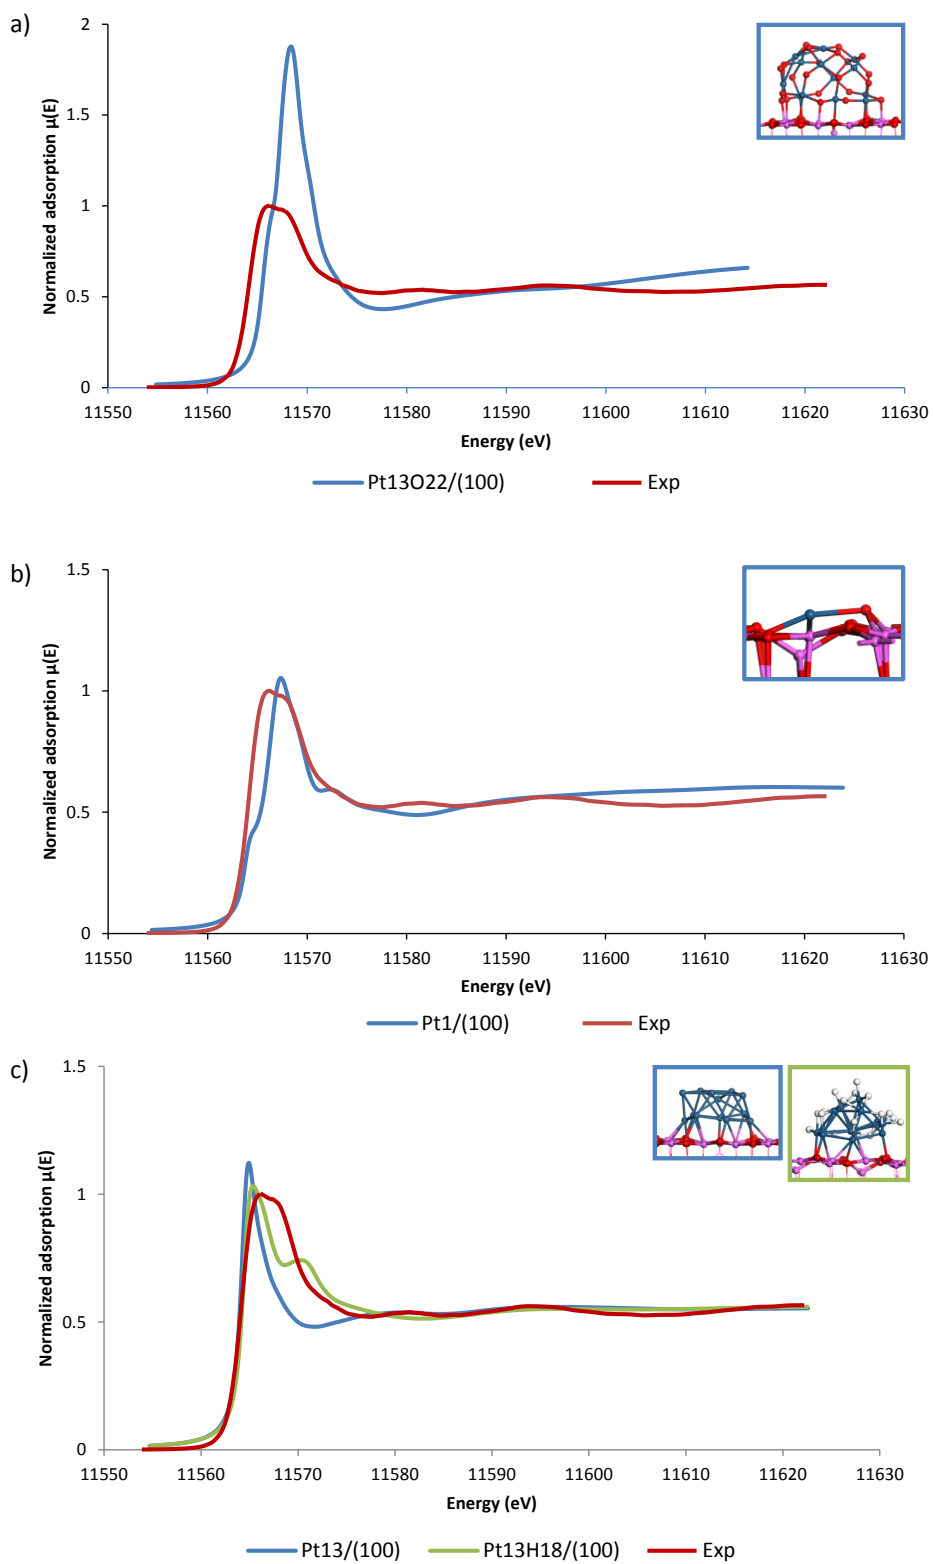 a)
Normalized adsorption μ(E)
2
1.5
1
0.5
0
11550 11560 11570 11580 11590 11600 11610 11620 11630
Energy (eV)
Pt13O22/(100) Exp
b)
Normalized adsorption μ(E)
1.5
1
0.5
0
11550 11560 11570 11580 11590 11600 11610 11620 11630
Energy (eV)
Pt1/(100) Exp
c)
Normalized adsorption μ(E)
1.5
1
0.5
0
11550 11560 11570 11580 11590 11600 11610 11620 11630
Energy (eV)
Pt13/(100) Pt13H18/(100) Exp